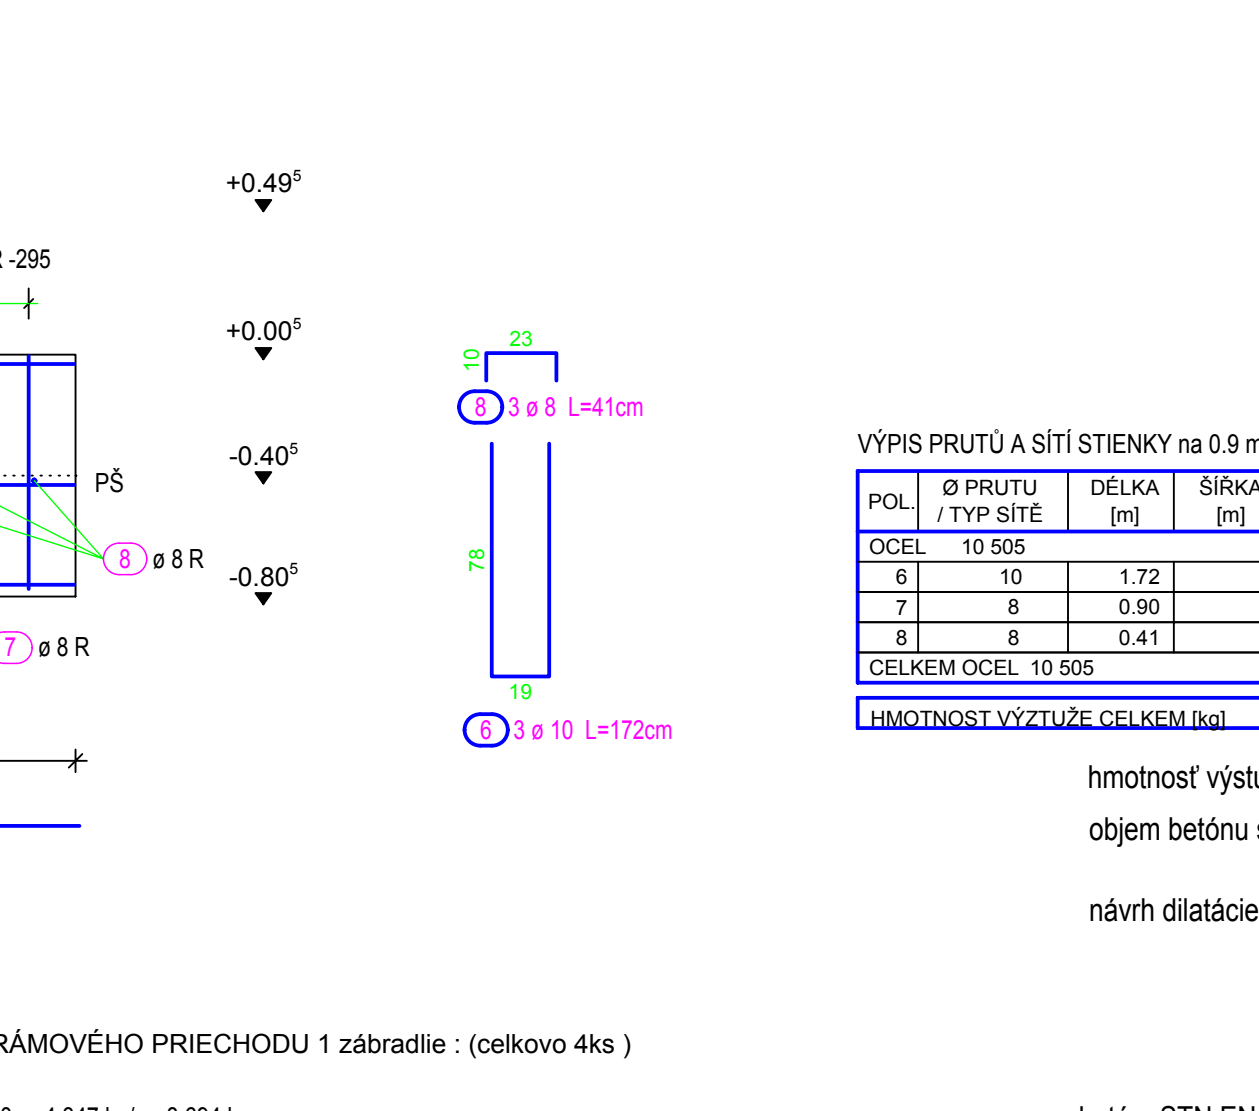 +0.49⁵
-295
+0.00⁵
10
23
8 3 ø 8 L=41cm
-0.40⁵
PŠ
8 ø 8 R
-0.80⁵
78
7 ø 8 R
19
6 3 ø 10 L=172cm
VÝPIS PRUTŮ A SÍTÍ STIENKY na 0.9
POL. Ø PRUTU / TYP SÍTĚ DÉLKA [m] ŠÍŘKA [m]
OCEL 10 505
6 10 1.72
7 8 0.90
8 8 0.41
CELKEM OCEL 10 505
HMOTNOST VÝZTUŽE CELKEM [kg]
hmotnosť
objem betónu
návrh dilatácie
RÁMOVÉHO PRIECHODU 1 zábradlie : (celkovo 4ks )